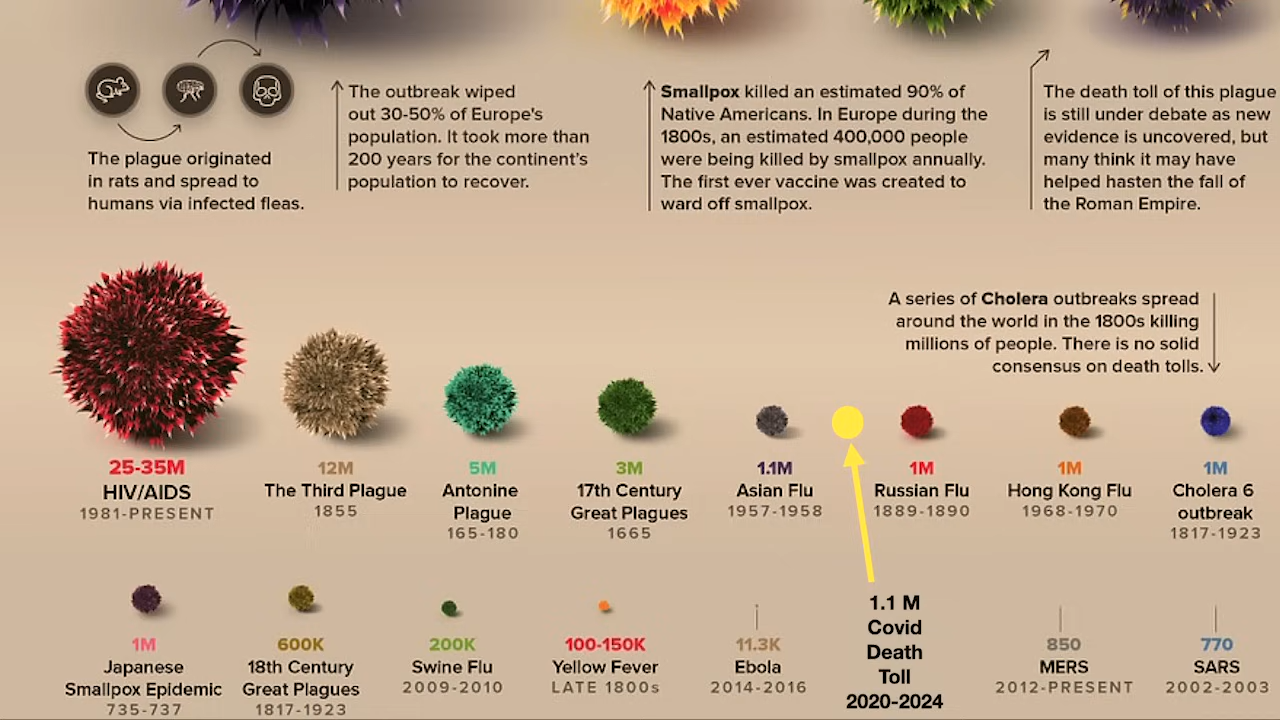 The plague originated
in rats and spread to
humans via infected fleas.
The outbreak wiped
out 30-50% of Europe's
population. It took more than
200 years for the continent's
population to recover.
Smallpox killed an estimated 90% of
Native Americans. In Europe during the
1800s, an estimated 400,000 people
were being killed by smallpox annually.
The first ever vaccine was created to
ward off smallpox.
The death toll of this plague
is still under debate as new
evidence is uncovered, but
many think it may have
helped hasten the fall of
the Roman Empire.
A series of Cholera outbreaks spread
around the world in the 1800s killing
millions of people. There is no solid
consensus on death tolls.
25-35M
HIV/AIDS
1981-PRESENT
12M
The Third Plague
1855
5M
Antonine
Plague
165-180
3M
17th Century
Great Plagues
1665
1.1M
Asian Flu
1957-1958
1M
Russian Flu
1889-1890
1M
Hong Kong Flu
1968-1970
1M
Cholera 6
outbreak
1817-1923
1M
Japanese
Smallpox Epidemic
735-737
600K
18th Century
Great Plagues
1817-1923
200K
Swine Flu
2009-2010
100-150K
Yellow Fever
LATE 1800s
11.3K
Ebola
2014-2016
1.1 M
Covid
Death
Toll
2020-2024
850
MERS
2012-PRESENT
770
SARS
2002-2003